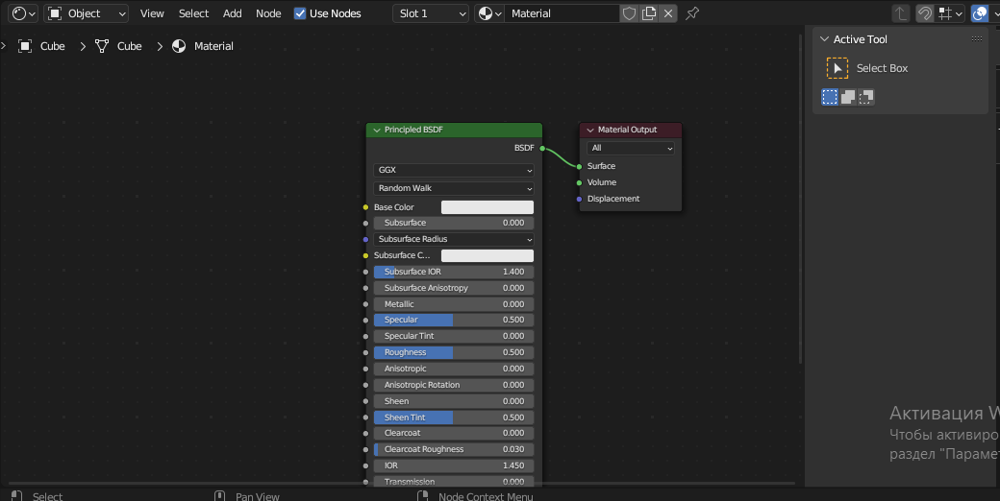 Object View Select Add Node Use Nodes Slot 1 Material
Cube Cube Material
Active Tool
Select Box
Principled BSDF
BSDF
GGX
Random Walk
Base Color
Subsurface 0.000
Subsurface Radius
Subsurface C...
Subsurface IOR 1.400
Subsurface Anisotropy 0.000
Metallic 0.000
Specular 0.500
Specular Tint 0.000
Roughness 0.500
Anisotropic 0.000
Anisotropic Rotation 0.000
Sheen 0.000
Sheen Tint 0.500
Clearcoat 0.000
Clearcoat Roughness 0.030
IOR 1.450
Transmission 0.000
Material Output
All
Surface
Volume
Displacement
Активация W
Чтобы активиро
раздел "Параме
Select Pan View Node Context Menu